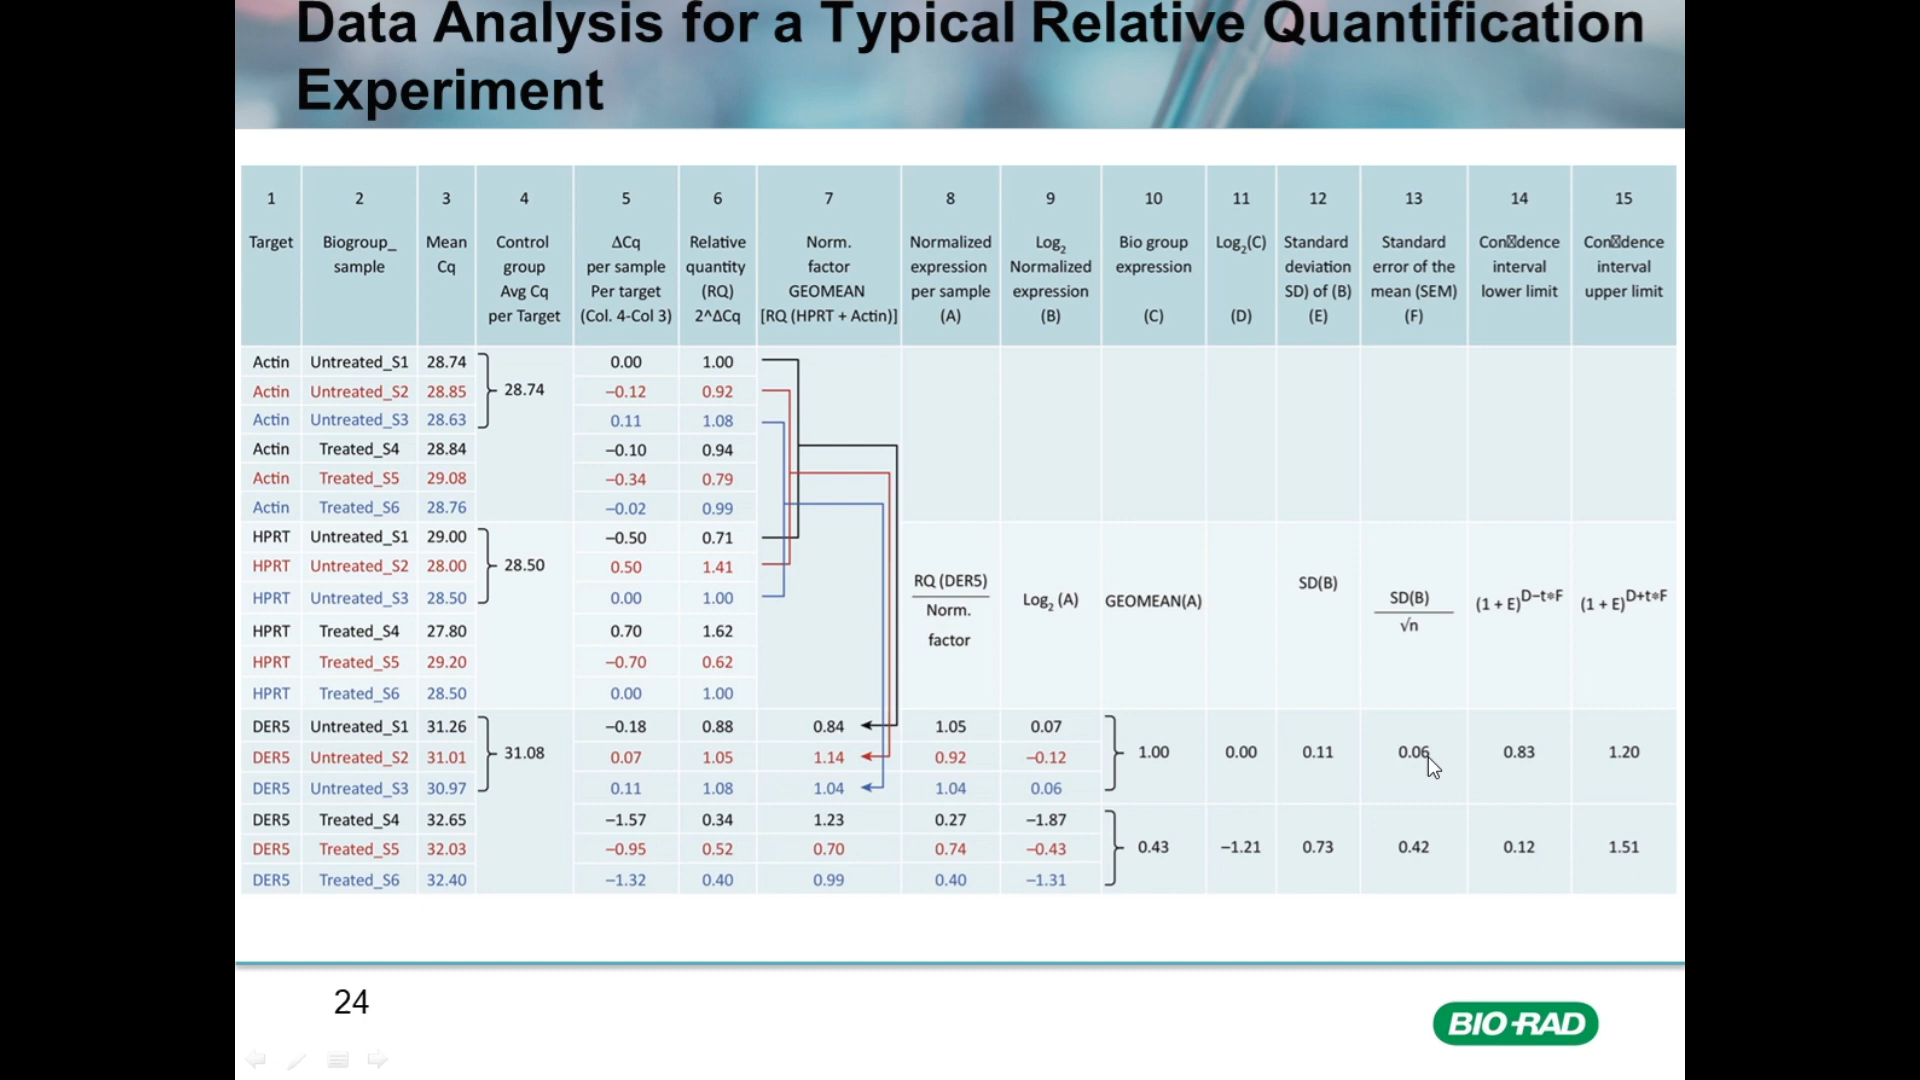 Data Analysis for a Typical Relative Quantification
Experiment
1 2 3 4 5 6 7 8 9 10 11 12 13 14 15
Target Biogroup_ Mean Control ΔCq Relative Norm. Normalized Log2 Bio group Log2(C) Standard Standard Con⊠dence Con⊠dence
sample Cq group per sample quantity factor expression Normalized expression deviation error of the interval interval
Avg Cq Per target (RQ) GEOMEAN per sample expression SD) of (B) mean (SEM) lower limit upper limit
per Target (Col. 4-Col 3) 2^ΔCq [RQ (HPRT + Actin)] (A) (B) (C) (D) (E) (F)
Actin Untreated_S1 28.74 0.00 1.00
Actin Untreated_S2 28.85 28.74 –0.12 0.92
Actin Untreated_S3 28.63 0.11 1.08
Actin Treated_S4 28.84 –0.10 0.94
Actin Treated_S5 29.08 –0.34 0.79
Actin Treated_S6 28.76 –0.02 0.99
HPRT Untreated_S1 29.00 –0.50 0.71
HPRT Untreated_S2 28.00 28.50 0.50 1.41
HPRT Untreated_S3 28.50 0.00 1.00
HPRT Treated_S4 27.80 0.70 1.62
HPRT Treated_S5 29.20 –0.70 0.62
HPRT Treated_S6 28.50 0.00 1.00
RQ (DER5)
Norm.
factor
Log2 (A)
GEOMEAN(A)
SD(B)
SD(B)
√n
(1 + E)^D–t*F
(1 + E)^D+t*F
DER5 Untreated_S1 31.26 –0.18 0.88 0.84 1.05 0.07
DER5 Untreated_S2 31.01 31.08 0.07 1.05 1.14 0.92 –0.12 1.00 0.00 0.11 0.06 0.83 1.20
DER5 Untreated_S3 30.97 0.11 1.08 1.04 1.04 0.06
DER5 Treated_S4 32.65 –1.57 0.34 1.23 0.27 –1.87
DER5 Treated_S5 32.03 –0.95 0.52 0.70 0.74 –0.43 0.43 –1.21 0.73 0.42 0.12 1.51
DER5 Treated_S6 32.40 –1.32 0.40 0.99 0.40 –1.31
24
BIO-RAD